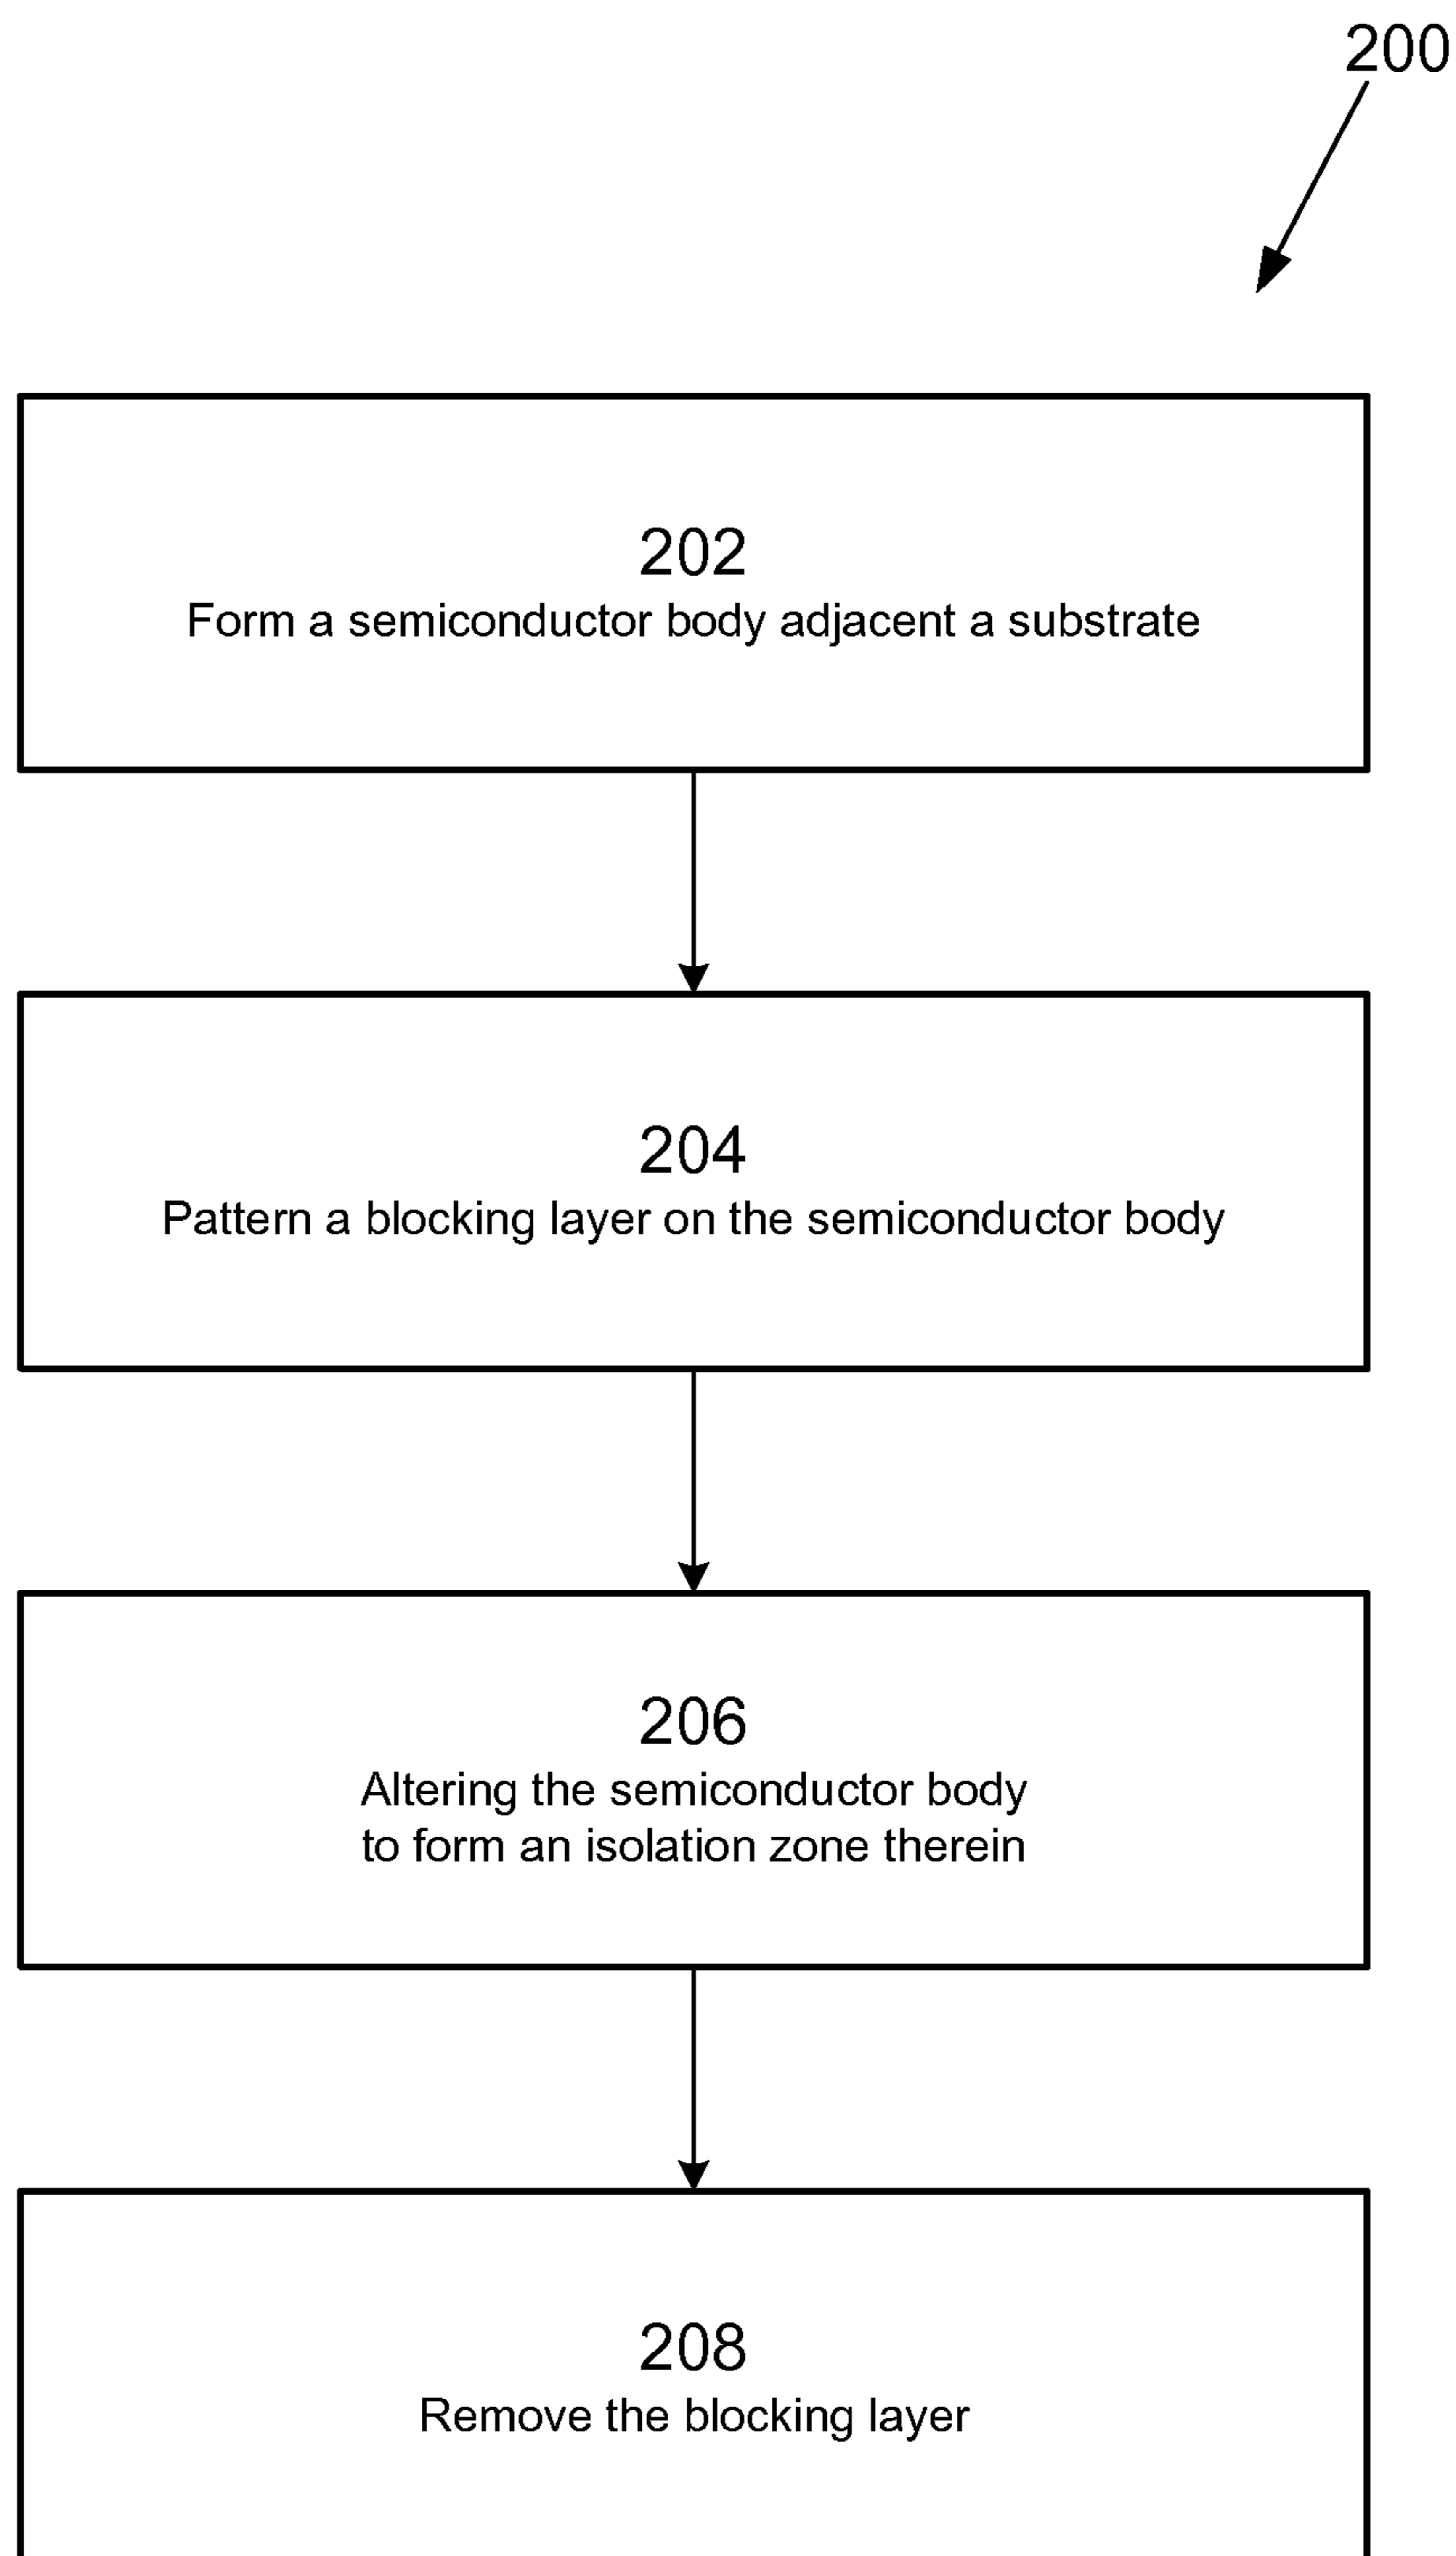 200
202
Form a semiconductor body adjacent a substrate
204
Pattern a blocking layer on the semiconductor body
206
Altering the semiconductor body
to form an isolation zone therein
208
Remove the blocking layer